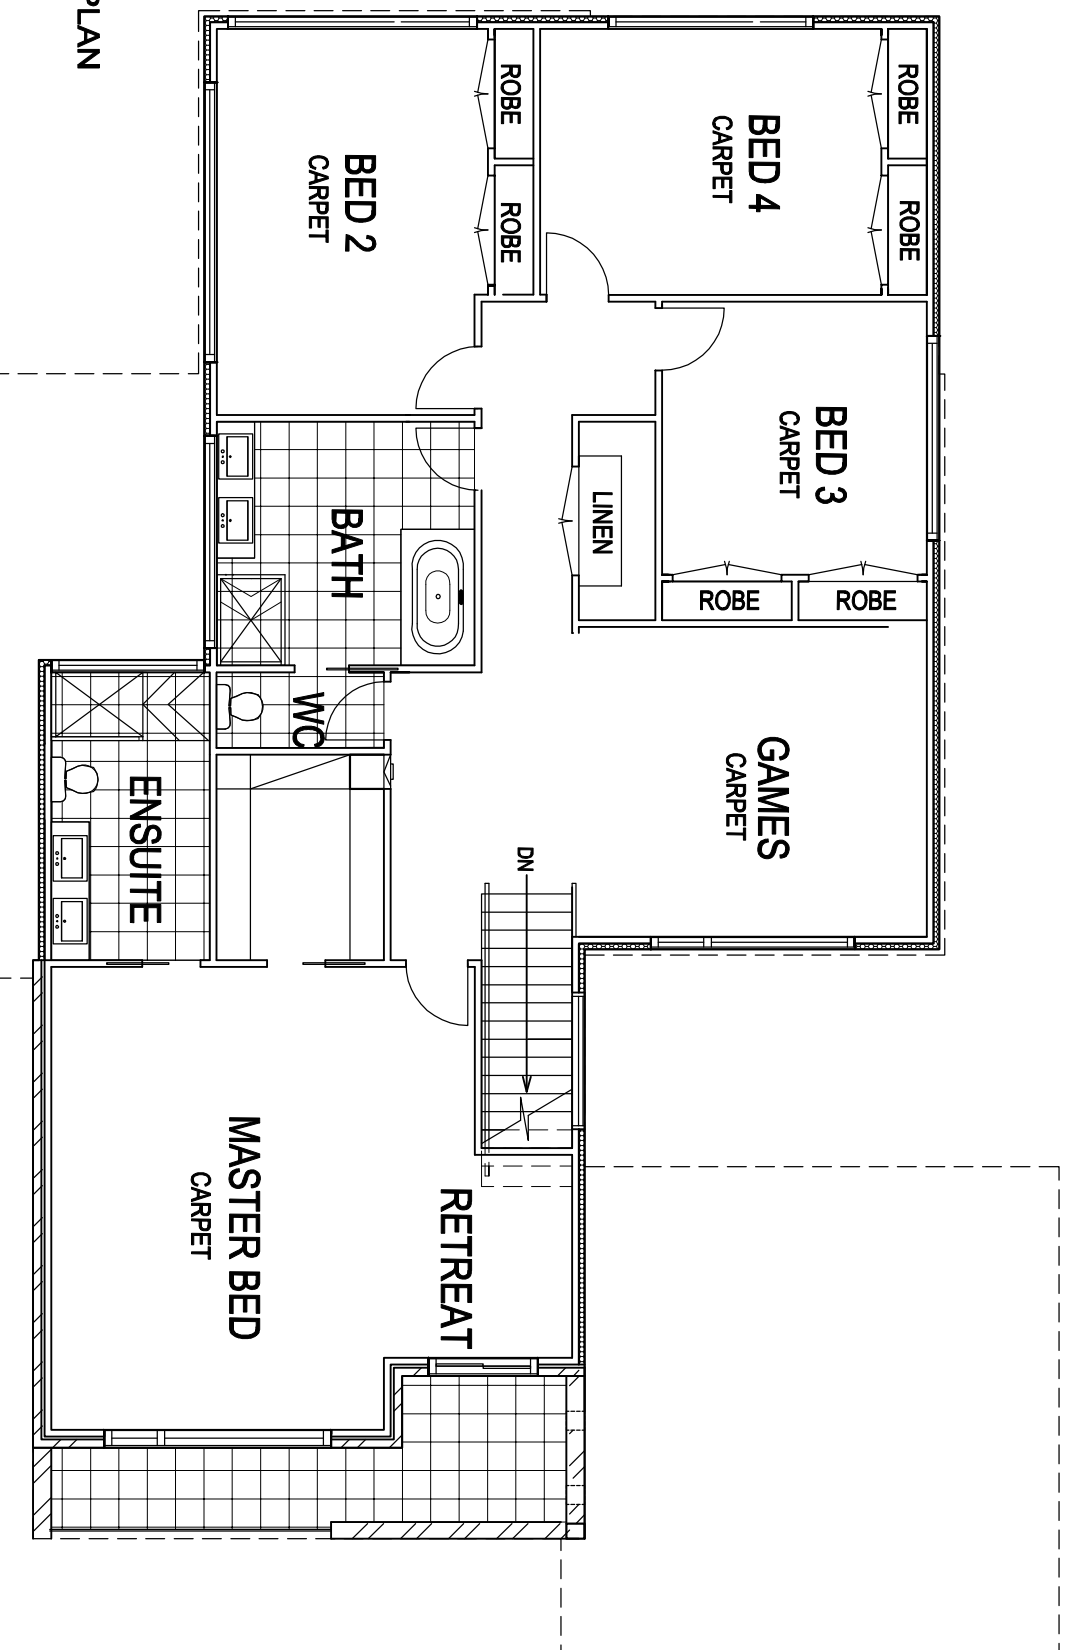 PLAN
ROBE
ROBE
BED 4
CARPET
ROBE
ROBE
BED 2
CARPET
BED 3
CARPET
LINEN
BATH
ROBE
ROBE
WC
GAMES
CARPET
ENSUITE
DN
MASTER BED
CARPET
RETREAT